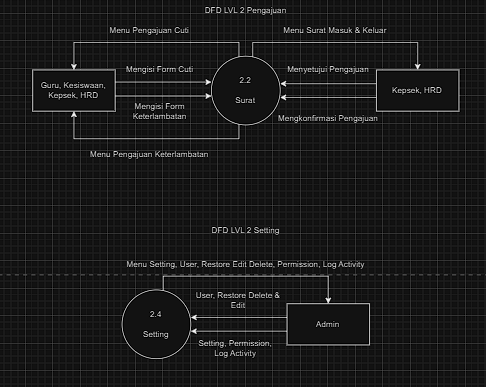 DFD LVL 2 Pengajuan
Menu Pengajuan Cuti
Menu Surat Masuk & Keluar
Guru, Kesiswaan,
Kepsek, HRD
Mengisi Form Cuti
Mengisi Form
Keterlambatan
2.2
Surat
Menyetujui Pengajuan
Mengkonfirmasi Pengajuan
Kepsek, HRD
Menu Pengajuan Keterlambatan
DFD LVL 2 Setting
Menu Setting, User, Restore Edit Delete, Permission, Log Activity
2.4
Setting
User, Restore Delete &
Edit
Setting, Permission,
Log Activity
Admin